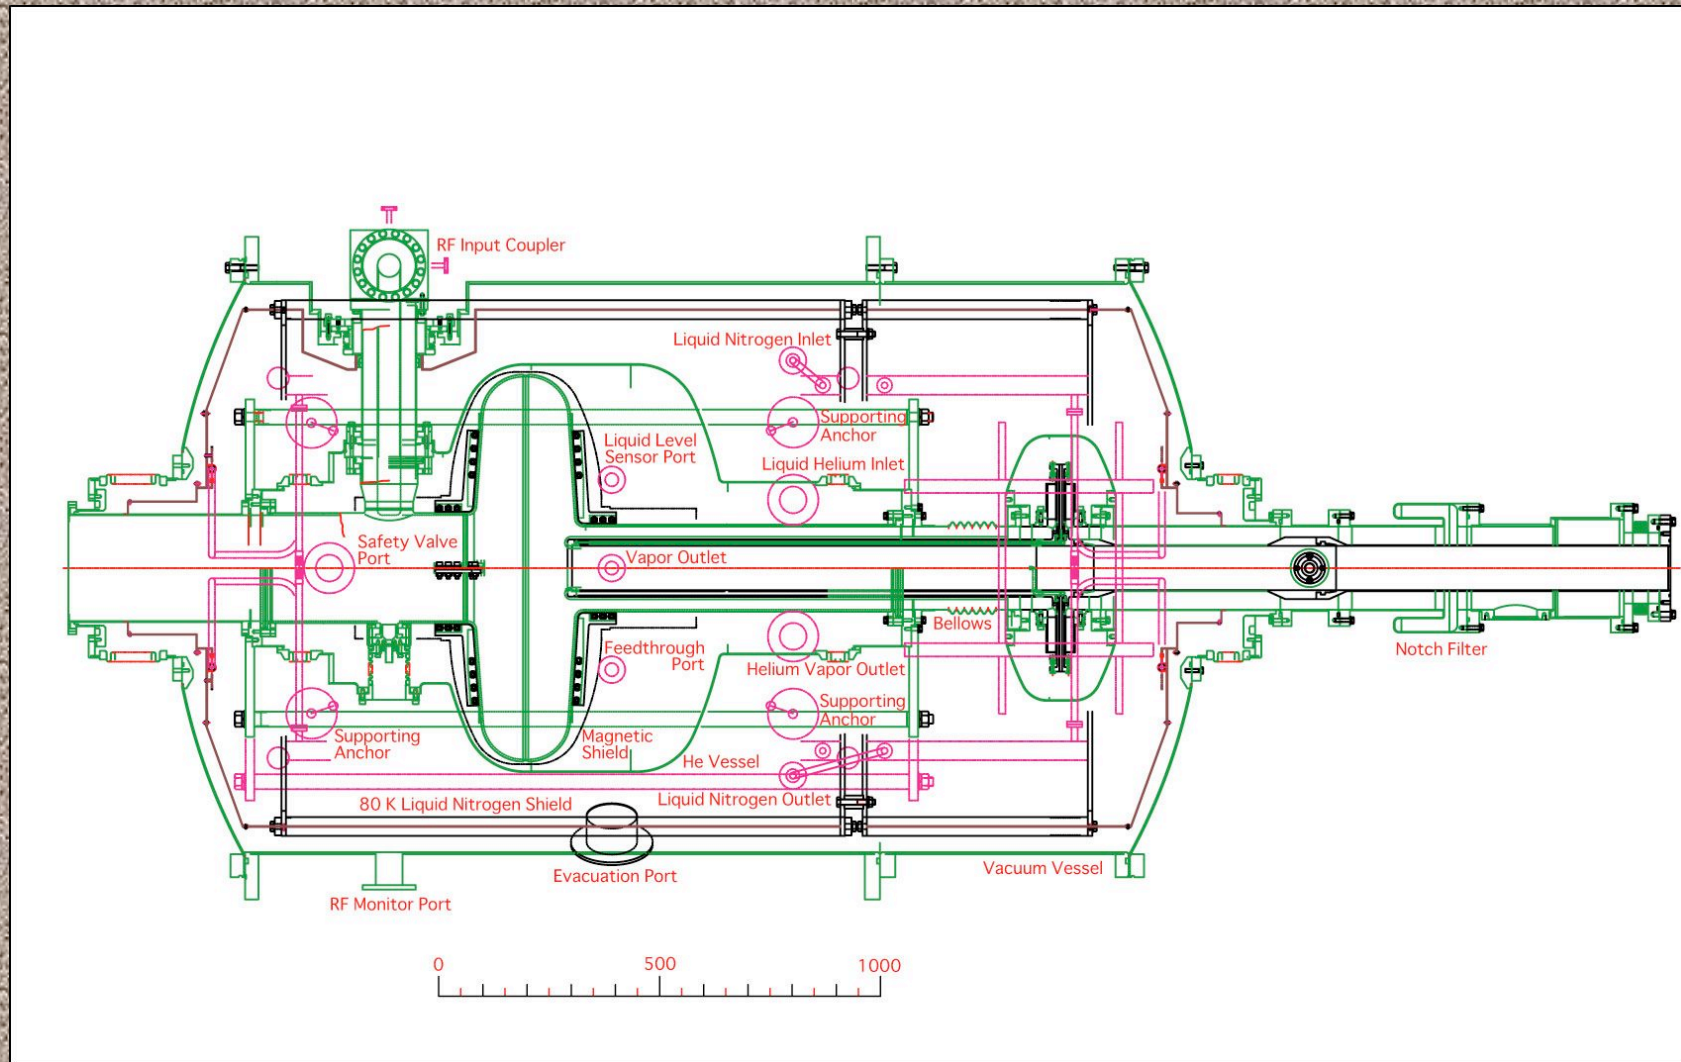 RF Input Coupler
Liquid Nitrogen Inlet
Supporting
Anchor
Liquid Level
Sensor Port
Liquid Helium Inlet
Safety Valve
Port
Vapor Outlet
Bellows
Feedthrough
Port
Helium Vapor Outlet
Notch Filter
Supporting
Anchor
Supporting
Anchor
Magnetic
Shield
He Vessel
80 K Liquid Nitrogen Shield
Liquid Nitrogen Outlet
Evacuation Port
Vacuum Vessel
RF Monitor Port
0 500 1000